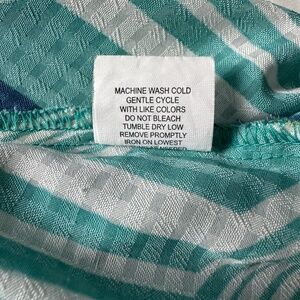 MACHINE WASH COLD
GENTLE CYCLE
WITH LIKE COLORS
DO NOT BLEACH
TUMBLE DRY LOW
REMOVE PROMPTLY
IRON ON LOWEST
NEEDED